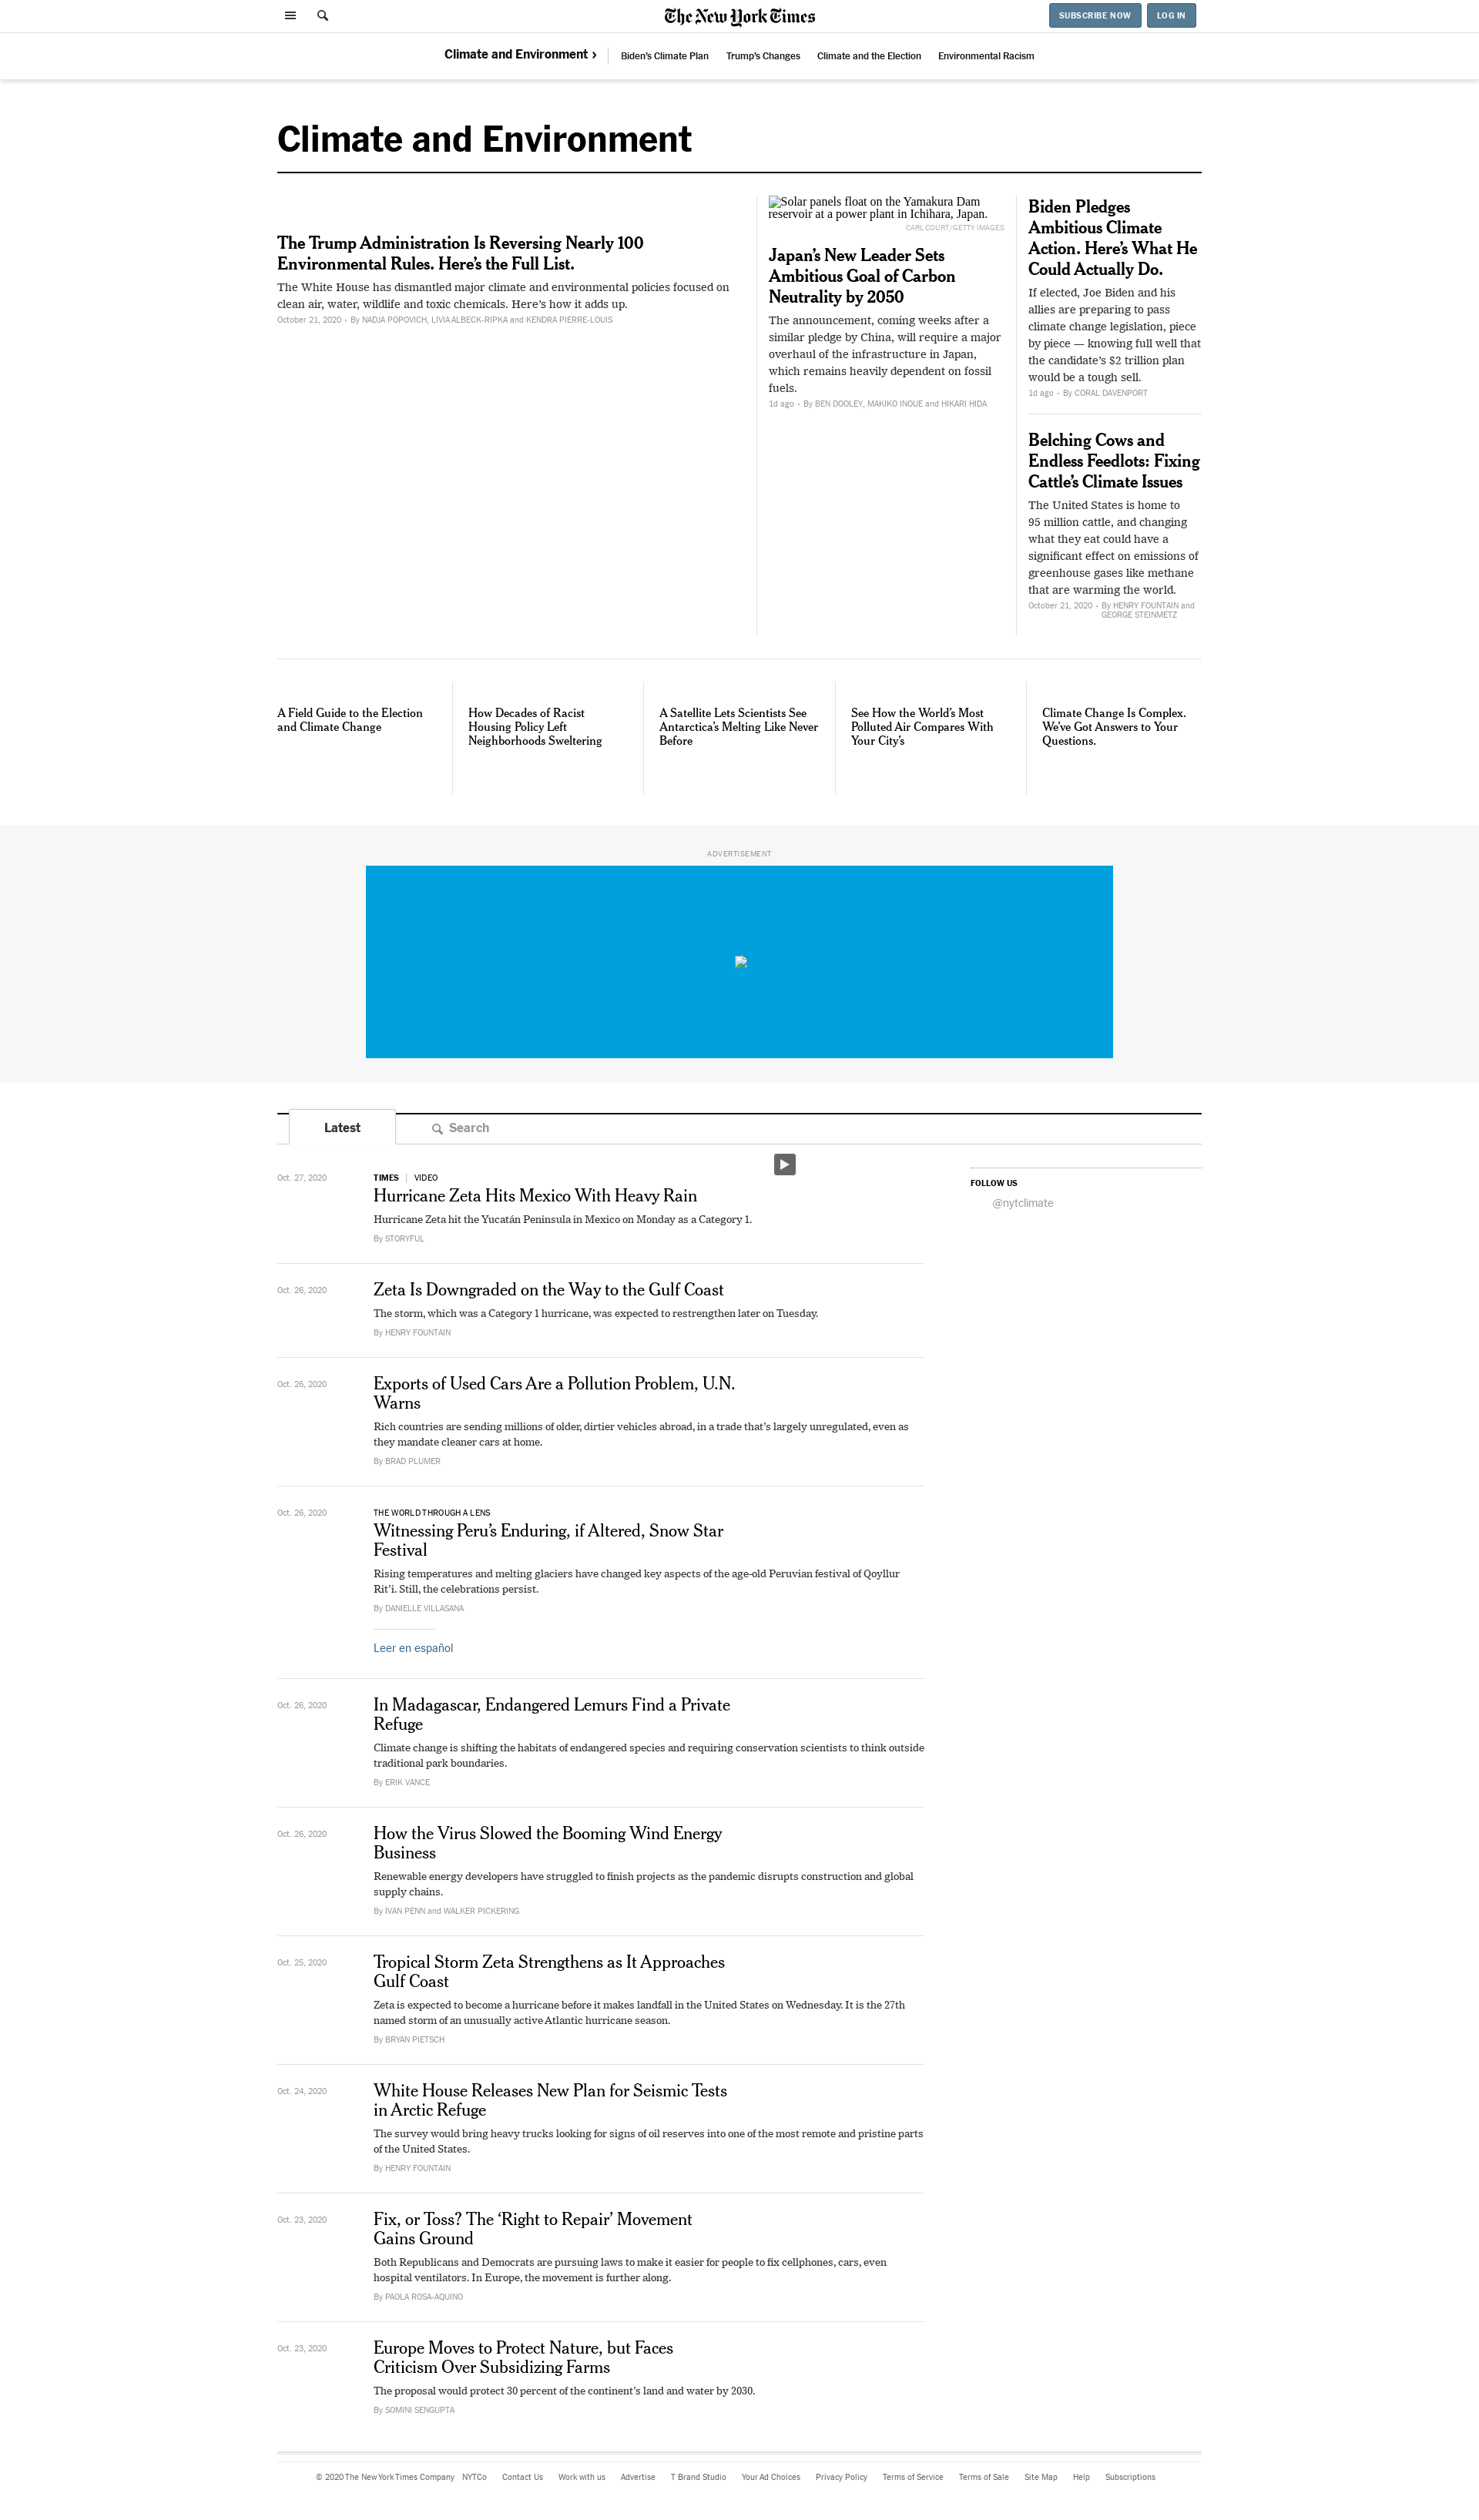 The New York Times
SUBSCRIBE NOW
LOG IN
Climate and Environment ›
Biden's Climate Plan
Trump's Changes
Climate and the Election
Environmental Racism
Climate and Environment
The Trump Administration Is Reversing Nearly 100
Environmental Rules. Here's the Full List.
The White House has dismantled major climate and environmental policies focused on
clean air, water, wildlife and toxic chemicals. Here's how it adds up.
October 21, 2020 • By NADJA POPOVICH, LIVIA ALBECK-RIPKA and KENDRA PIERRE-LOUIS
Solar panels float on the Yamakura Dam
reservoir at a power plant in Ichihara, Japan.
CARL COURT/GETTY IMAGES
Japan's New Leader Sets
Ambitious Goal of Carbon
Neutrality by 2050
The announcement, coming weeks after a
similar pledge by China, will require a major
overhaul of the infrastructure in Japan,
which remains heavily dependent on fossil
fuels.
1d ago • By BEN DOOLEY, MAKIKO INOUE and HIKARI HIDA
Biden Pledges
Ambitious Climate
Action. Here's What He
Could Actually Do.
If elected, Joe Biden and his
allies are preparing to pass
climate change legislation, piece
by piece — knowing full well that
the candidate's $2 trillion plan
would be a tough sell.
1d ago • By CORAL DAVENPORT
Belching Cows and
Endless Feedlots: Fixing
Cattle's Climate Issues
The United States is home to
95 million cattle, and changing
what they eat could have a
significant effect on emissions of
greenhouse gases like methane
that are warming the world.
October 21, 2020 • By HENRY FOUNTAIN and
GEORGE STEINMETZ
A Field Guide to the Election
and Climate Change
How Decades of Racist
Housing Policy Left
Neighborhoods Sweltering
A Satellite Lets Scientists See
Antarctica's Melting Like Never
Before
See How the World's Most
Polluted Air Compares With
Your City's
Climate Change Is Complex.
We've Got Answers to Your
Questions.
ADVERTISEMENT
Latest
Search
Oct. 27, 2020
TIMES | VIDEO
Hurricane Zeta Hits Mexico With Heavy Rain
Hurricane Zeta hit the Yucatán Peninsula in Mexico on Monday as a Category 1.
By STORYFUL
FOLLOW US
@nytclimate
Oct. 26, 2020
Zeta Is Downgraded on the Way to the Gulf Coast
The storm, which was a Category 1 hurricane, was expected to restrengthen later on Tuesday.
By HENRY FOUNTAIN
Oct. 26, 2020
Exports of Used Cars Are a Pollution Problem, U.N.
Warns
Rich countries are sending millions of older, dirtier vehicles abroad, in a trade that's largely unregulated, even as
they mandate cleaner cars at home.
By BRAD PLUMER
Oct. 26, 2020
THE WORLD THROUGH A LENS
Witnessing Peru's Enduring, if Altered, Snow Star
Festival
Rising temperatures and melting glaciers have changed key aspects of the age-old Peruvian festival of Qoyllur
Rit'i. Still, the celebrations persist.
By DANIELLE VILLASANA
Leer en español
Oct. 26, 2020
In Madagascar, Endangered Lemurs Find a Private
Refuge
Climate change is shifting the habitats of endangered species and requiring conservation scientists to think outside
traditional park boundaries.
By ERIK VANCE
Oct. 26, 2020
How the Virus Slowed the Booming Wind Energy
Business
Renewable energy developers have struggled to finish projects as the pandemic disrupts construction and global
supply chains.
By IVAN PENN and WALKER PICKERING
Oct. 25, 2020
Tropical Storm Zeta Strengthens as It Approaches
Gulf Coast
Zeta is expected to become a hurricane before it makes landfall in the United States on Wednesday. It is the 27th
named storm of an unusually active Atlantic hurricane season.
By BRYAN PIETSCH
Oct. 24, 2020
White House Releases New Plan for Seismic Tests
in Arctic Refuge
The survey would bring heavy trucks looking for signs of oil reserves into one of the most remote and pristine parts
of the United States.
By HENRY FOUNTAIN
Oct. 23, 2020
Fix, or Toss? The ‘Right to Repair’ Movement
Gains Ground
Both Republicans and Democrats are pursuing laws to make it easier for people to fix cellphones, cars, even
hospital ventilators. In Europe, the movement is further along.
By PAOLA ROSA-AQUINO
Oct. 23, 2020
Europe Moves to Protect Nature, but Faces
Criticism Over Subsidizing Farms
The proposal would protect 30 percent of the continent's land and water by 2030.
By SOMINI SENGUPTA
© 2020 The New York Times Company
NYTCo
Contact Us
Work with us
Advertise
T Brand Studio
Your Ad Choices
Privacy Policy
Terms of Service
Terms of Sale
Site Map
Help
Subscriptions